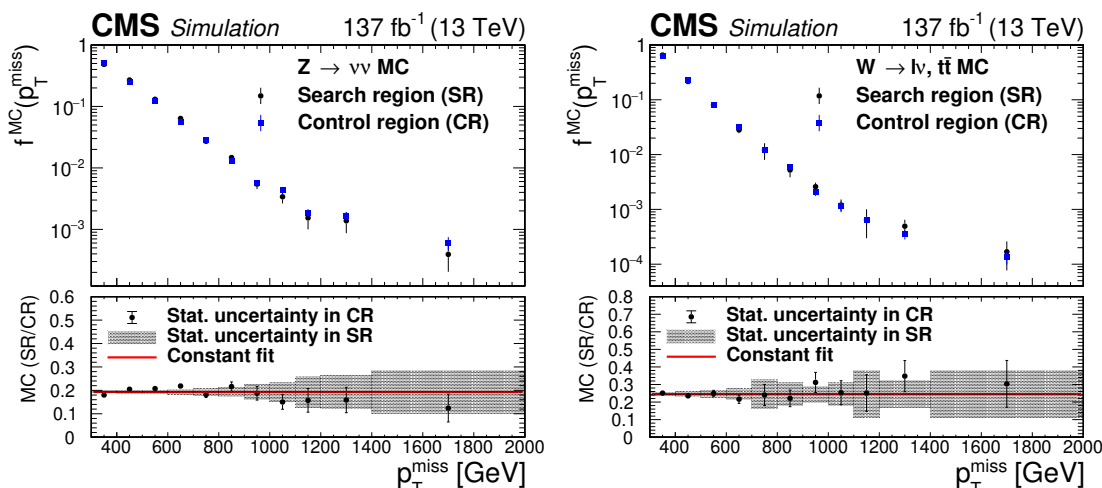 CMS Simulation 137 fb⁻¹ (13 TeV)
f^MC(p_T^miss)
1
10⁻¹
10⁻²
10⁻³
Z → νν MC
Search region (SR)
Control region (CR)
MC (SR/CR)
0.6
0.5
0.4
0.3
0.2
0.1
0
Stat. uncertainty in CR
Stat. uncertainty in SR
Constant fit
400 600 800 1000 1200 1400 1600 1800 2000
p_T^miss [GeV]
CMS Simulation 137 fb⁻¹ (13 TeV)
f^MC(p_T^miss)
1
10⁻¹
10⁻²
10⁻³
10⁻⁴
W → lν, tt̄ MC
Search region (SR)
Control region (CR)
MC (SR/CR)
0.8
0.7
0.6
0.5
0.4
0.3
0.2
0.1
0
Stat. uncertainty in CR
Stat. uncertainty in SR
Constant fit
400 600 800 1000 1200 1400 1600 1800 2000
p_T^miss [GeV]